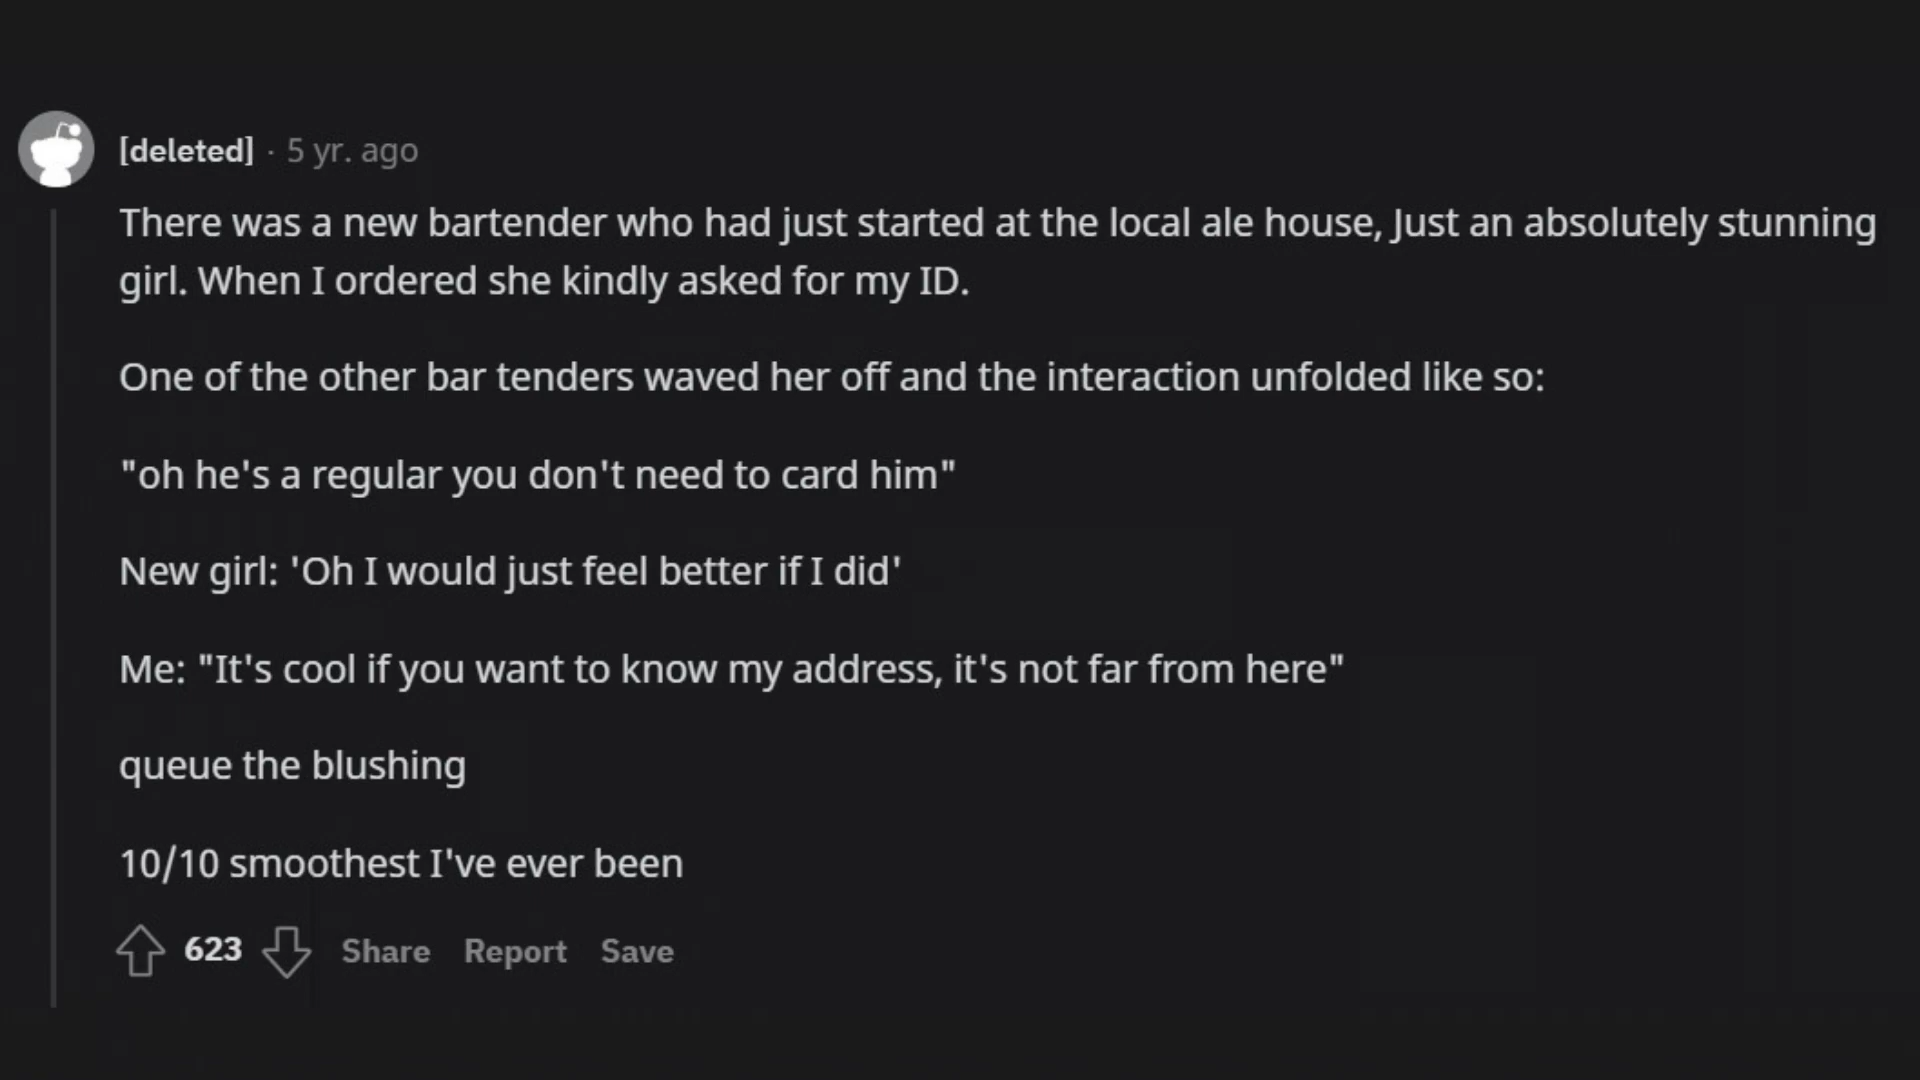 [deleted] · 5 yr. ago
There was a new bartender who had just started at the local ale house, Just an absolutely stunning
girl. When I ordered she kindly asked for my ID.
One of the other bar tenders waved her off and the interaction unfolded like so:
"oh he's a regular you don't need to card him"
New girl: 'Oh I would just feel better if I did'
Me: "It's cool if you want to know my address, it's not far from here"
queue the blushing
10/10 smoothest I've ever been
623 Share Report Save